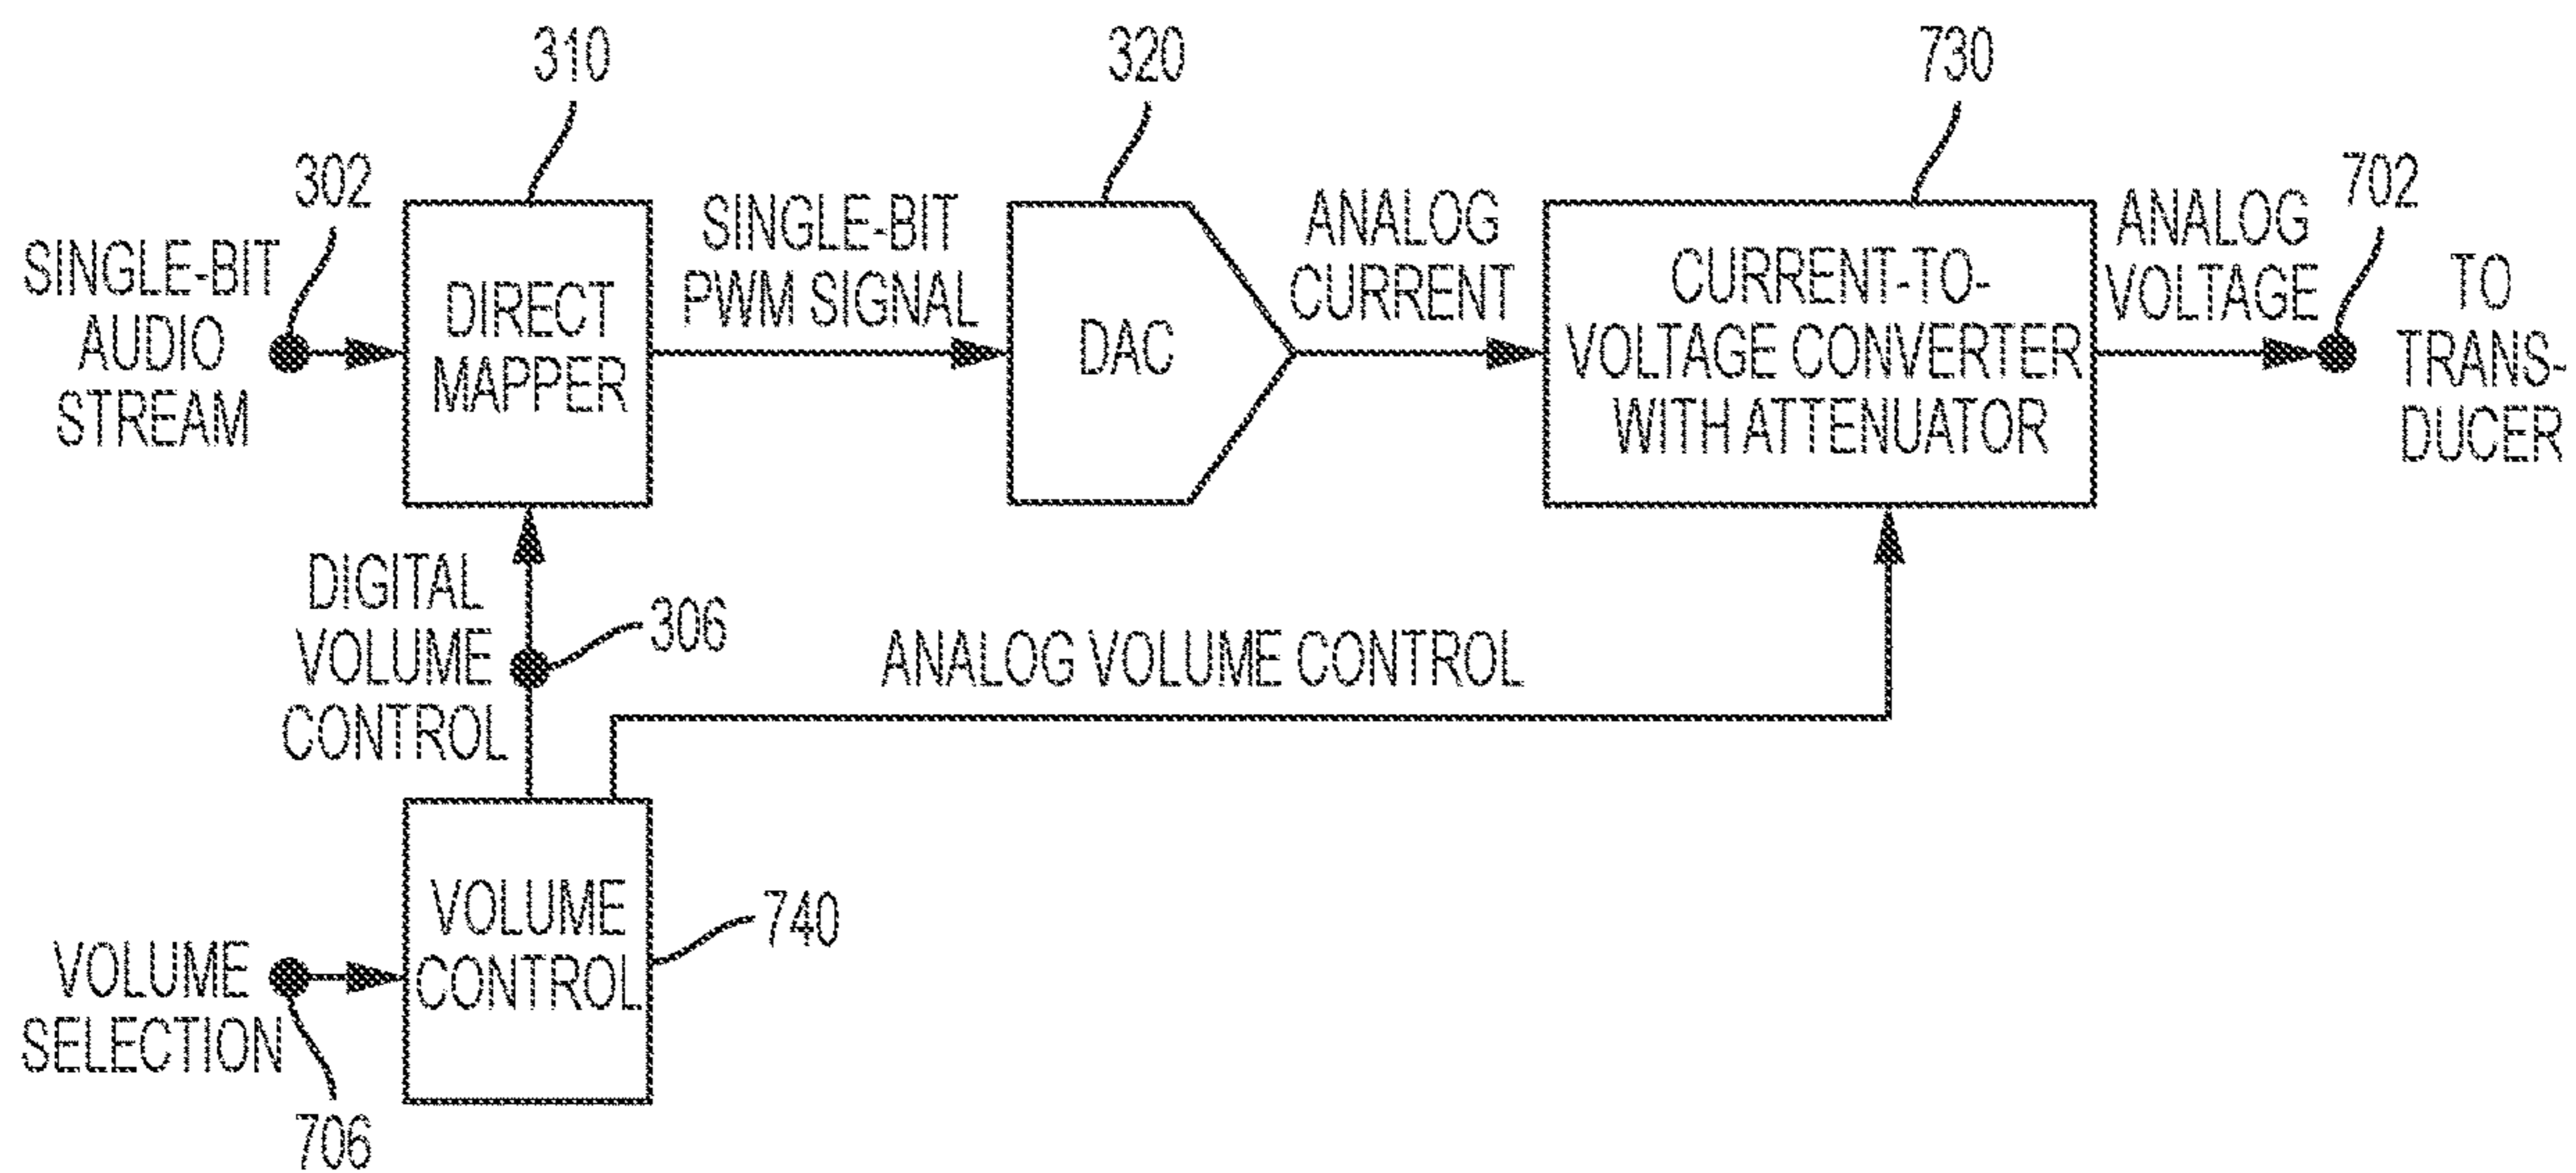 310
320
730
302
702
SINGLE-BIT
AUDIO
STREAM
DIRECT
MAPPER
SINGLE-BIT
PWM SIGNAL
DAC
ANALOG
CURRENT
CURRENT-TO-
VOLTAGE CONVERTER
WITH ATTENUATOR
ANALOG
VOLTAGE
TO
TRANS-
DUCER
DIGITAL
VOLUME
CONTROL
306
ANALOG VOLUME CONTROL
VOLUME
CONTROL
740
VOLUME
SELECTION
706